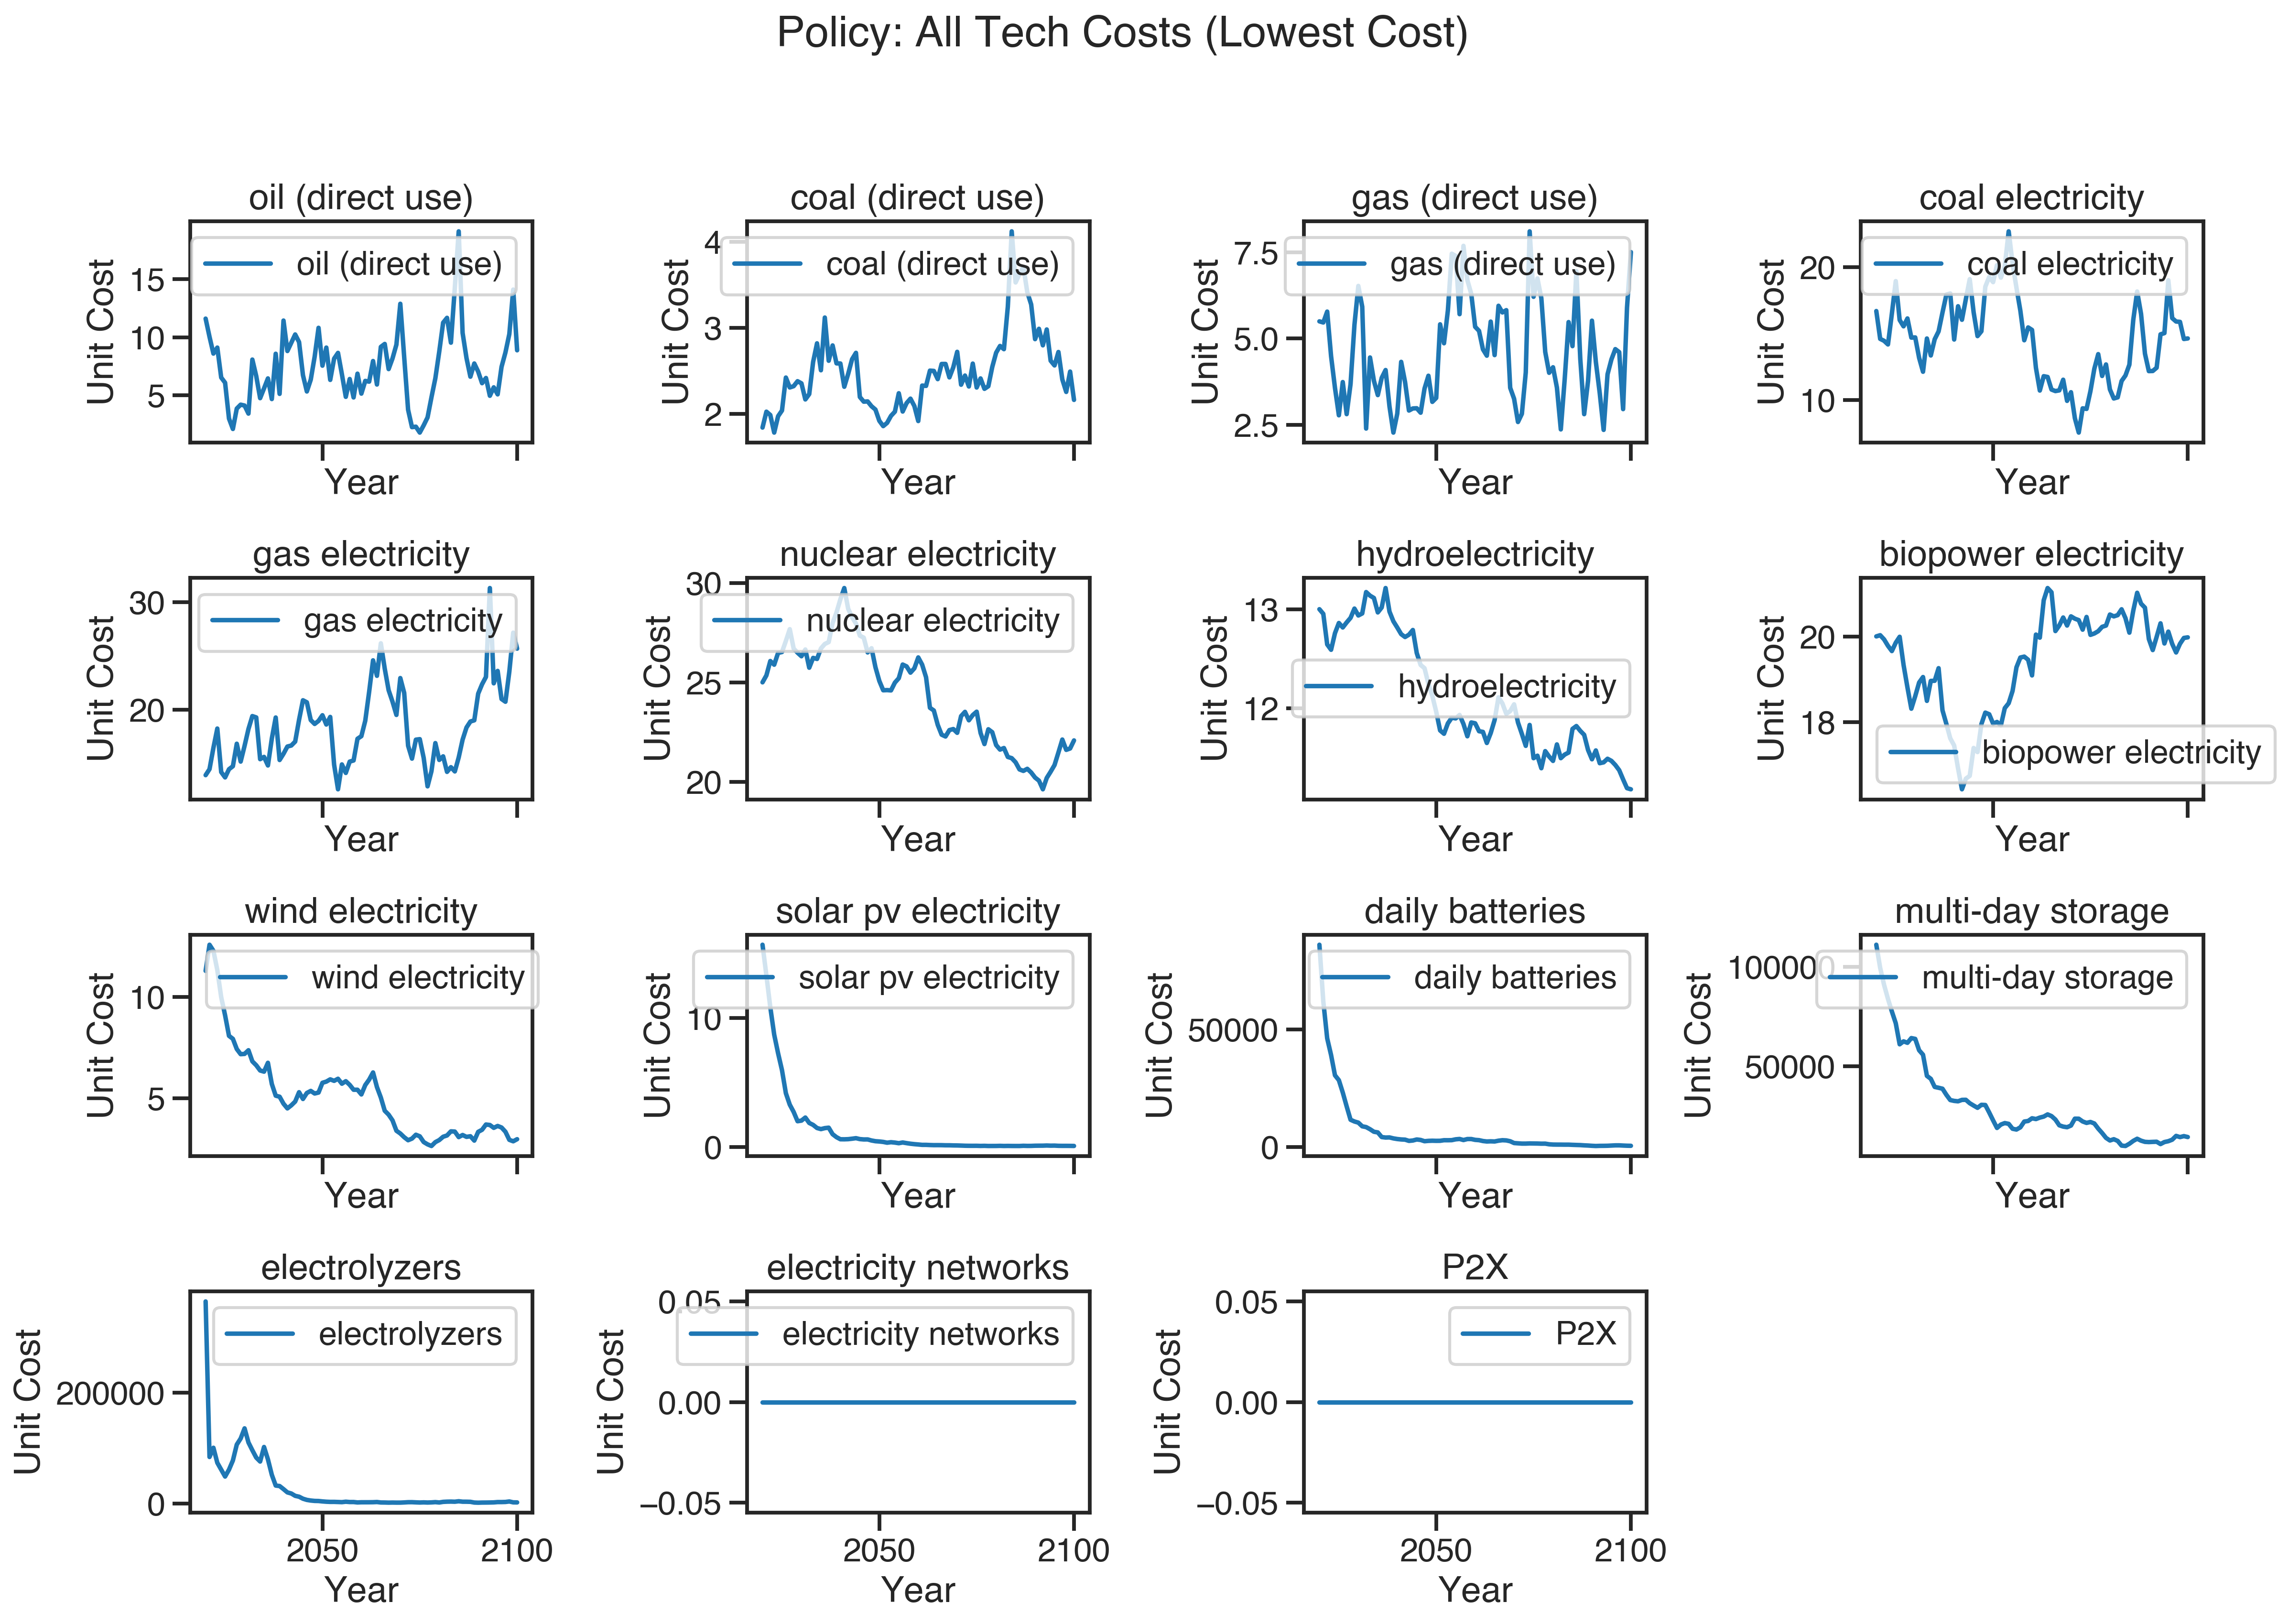 Policy: All Tech Costs (Lowest Cost)
oil (direct use)
Unit Cost
15
10
5
oil (direct use)
Year
coal (direct use)
Unit Cost
4
3
2
coal (direct use)
Year
gas (direct use)
Unit Cost
7.5
5.0
2.5
gas (direct use)
Year
coal electricity
Unit Cost
20
10
coal electricity
Year
gas electricity
Unit Cost
30
20
gas electricity
Year
nuclear electricity
Unit Cost
30
25
20
nuclear electricity
Year
hydroelectricity
Unit Cost
13
12
hydroelectricity
Year
biopower electricity
Unit Cost
20
18
biopower electricity
Year
wind electricity
Unit Cost
10
5
wind electricity
Year
solar pv electricity
Unit Cost
10
0
solar pv electricity
Year
daily batteries
Unit Cost
50000
0
daily batteries
Year
multi-day storage
Unit Cost
100000
50000
multi-day storage
Year
electrolyzers
Unit Cost
200000
0
electrolyzers
2050
2100
Year
electricity networks
Unit Cost
0.05
0.00
−0.05
electricity networks
2050
2100
Year
P2X
Unit Cost
0.05
0.00
−0.05
P2X
2050
2100
Year